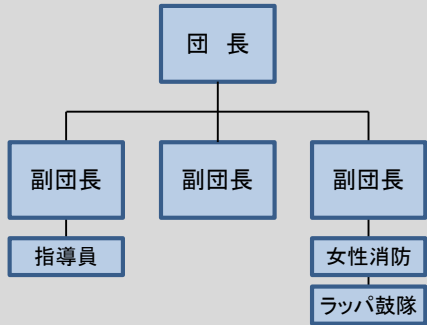 団 長
副団長
副団長
副団長
指導員
女性消防
ラッパ鼓隊